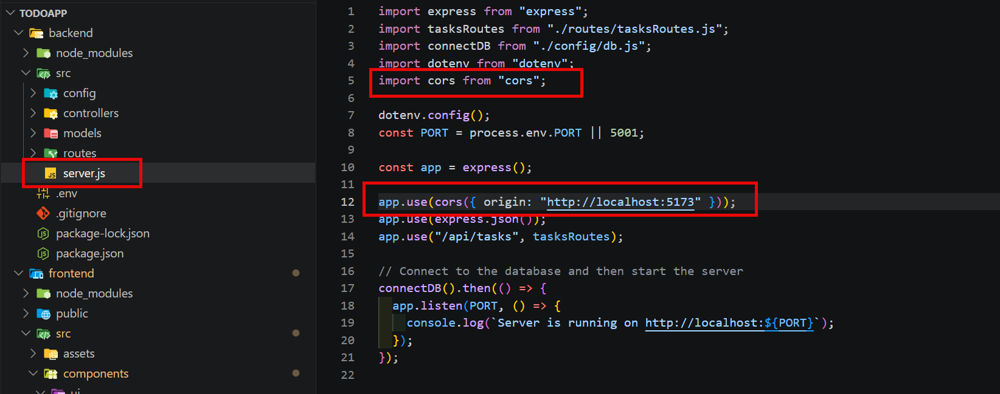 TODOAPP
backend
node_modules
src
config
controllers
models
routes
server.js
.env
.gitignore
package-lock.json
package.json
frontend
node_modules
public
src
assets
components
ui
1 import express from "express";
2 import tasksRoutes from "./routes/tasksRoutes.js";
3 import connectDB from "./config/db.js";
4 import dotenv from "dotenv";
5 import cors from "cors";
6
7 dotenv.config();
8 const PORT = process.env.PORT || 5001;
9
10 const app = express();
11
12 app.use(cors({ origin: "http://localhost:5173" }));
13 app.use(express.json());
14 app.use("/api/tasks", tasksRoutes);
15
16 // Connect to the database and then start the server
17 connectDB().then(() => {
18 app.listen(PORT, () => {
19 console.log(`Server is running on http://localhost:${PORT}`);
20 });
21 });
22